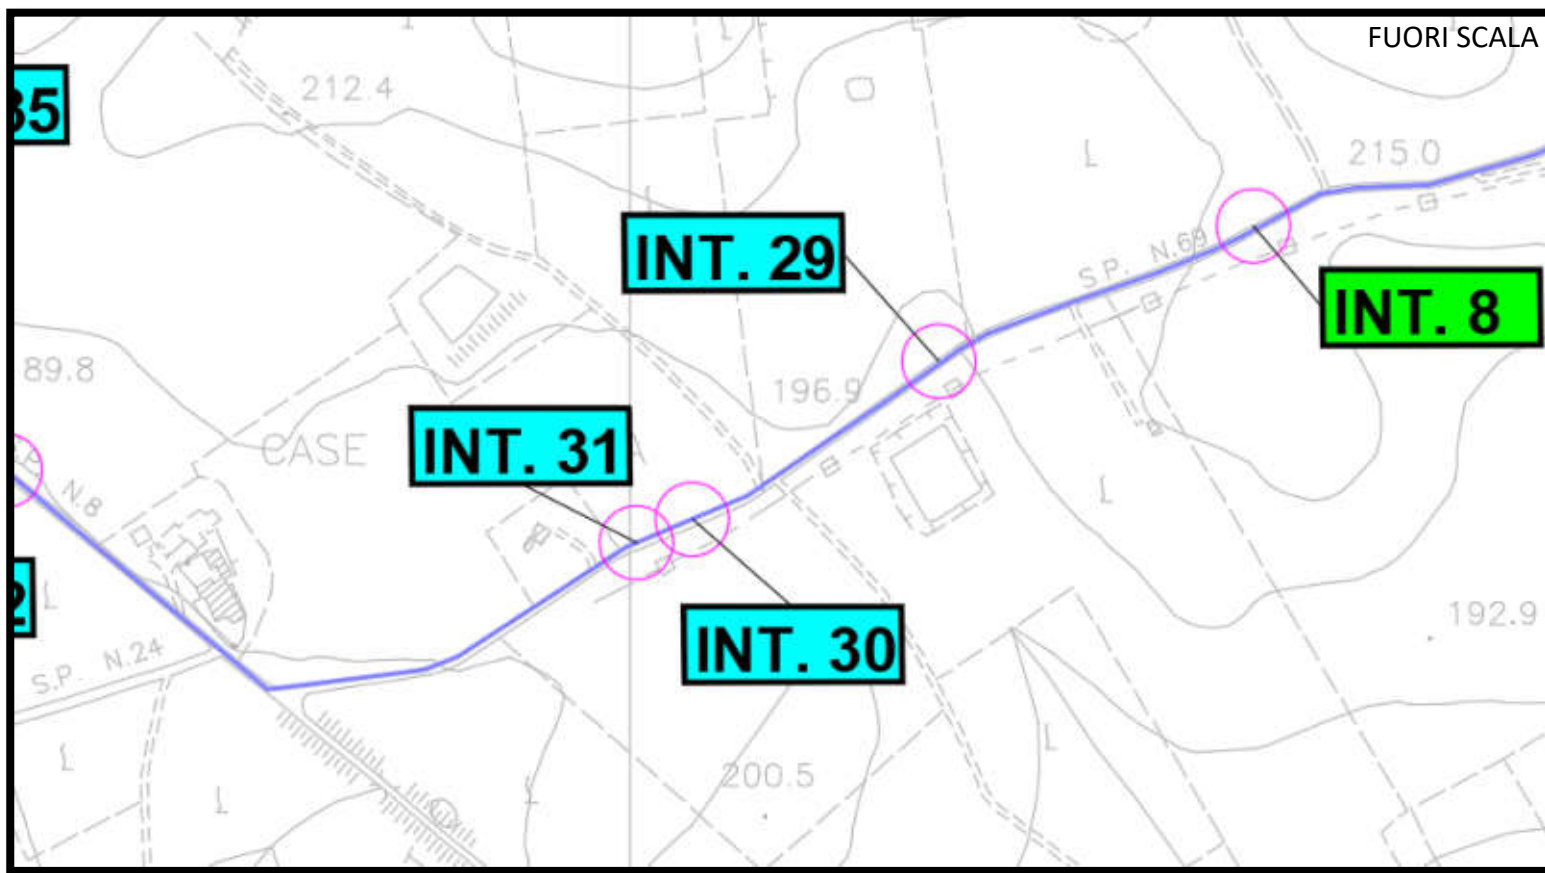 FUORI SCALA
35
212.4
215.0
INT. 29
S.P. N.69
INT. 8
89.8
196.9
CASE
INT. 31
N.8
2
INT. 30
192.9
S.P. N.24
200.5